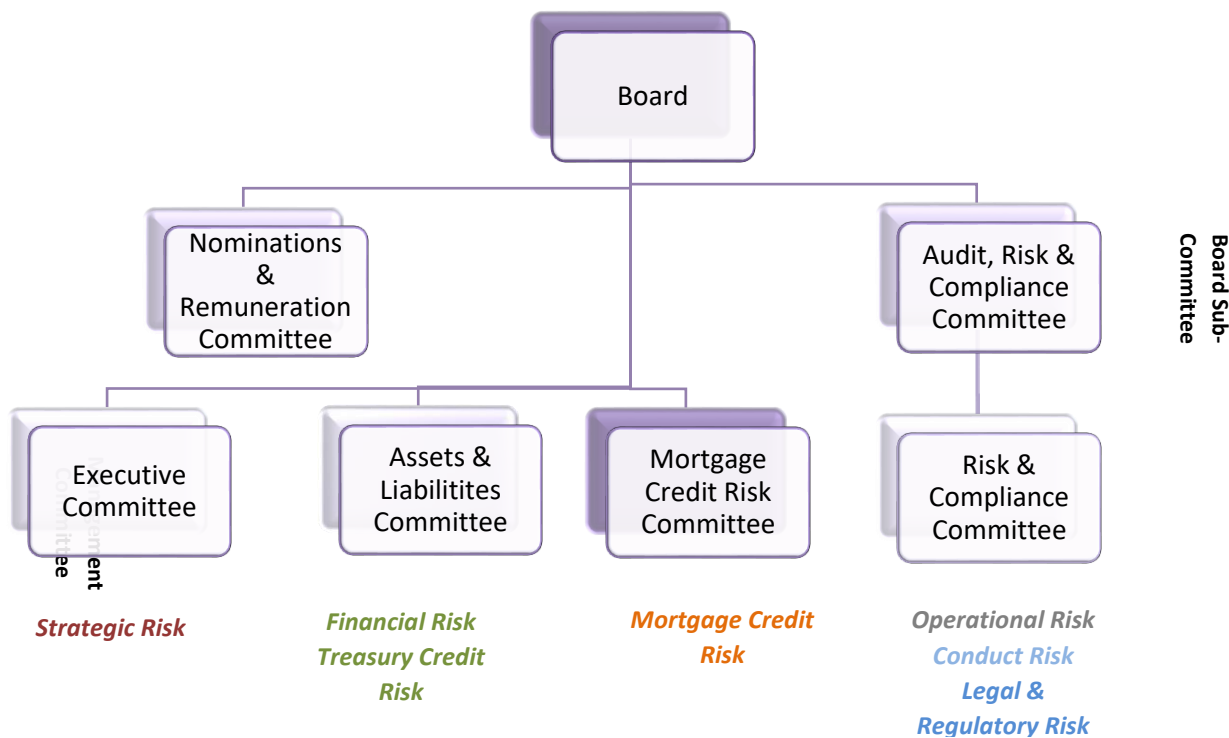 Board
Nominations
&
Remuneration
Committee
Audit, Risk &
Compliance
Committee
Board Sub-
Committee
Executive
Committee
Assets &
Liabilitites
Committee
Mortgage
Credit Risk
Committee
Risk &
Compliance
Committee
Management
Committee
Strategic Risk
Financial Risk
Treasury Credit
Risk
Mortgage Credit
Risk
Operational Risk
Conduct Risk
Legal &
Regulatory Risk